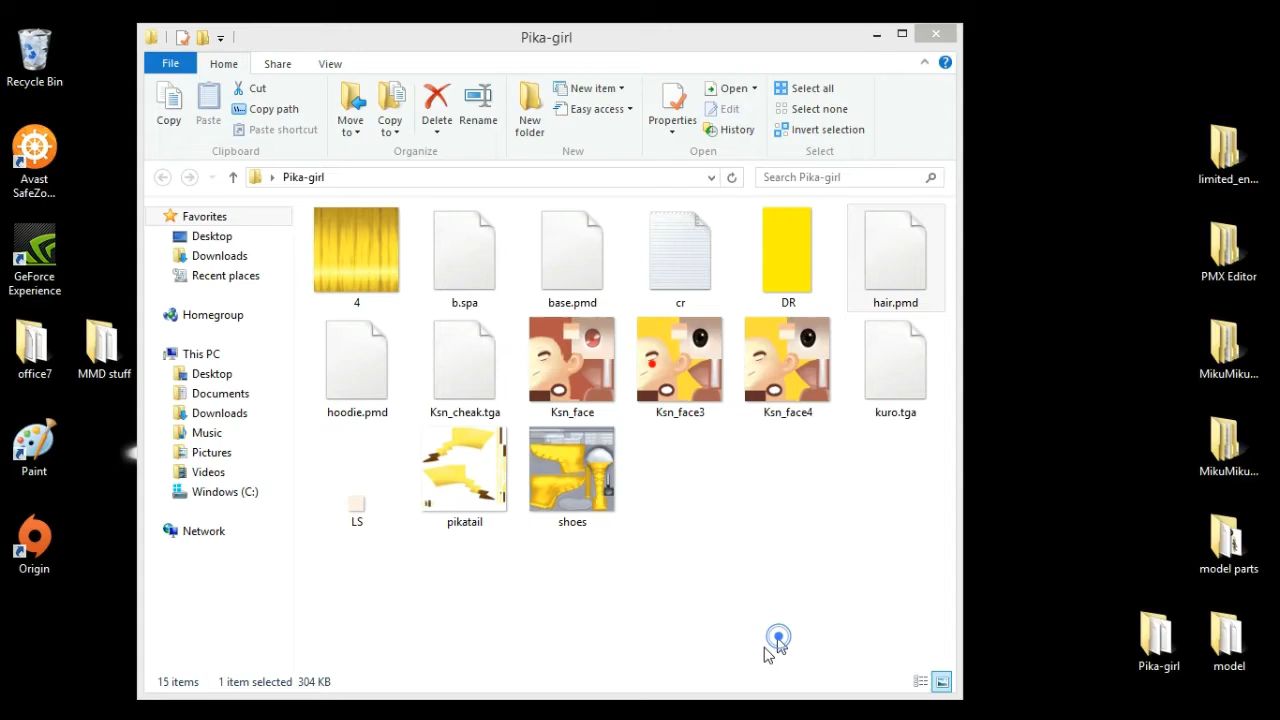 Pika-girl
File
Home
Share
View
Copy
Paste
Cut
Copy path
Paste shortcut
Clipboard
Move to
Copy to
Delete
Rename
Organize
New folder
New item
Easy access
New
Properties
Open
Edit
History
Open
Select all
Select none
Invert selection
Select
Pika-girl
Search Pika-girl
Favorites
Desktop
Downloads
Recent places
Homegroup
This PC
Desktop
Documents
Downloads
Music
Pictures
Videos
Windows (C:)
Network
4
b.spa
base.pmd
cr
DR
hair.pmd
hoodie.pmd
Ksn_cheak.tga
Ksn_face
Ksn_face3
Ksn_face4
kuro.tga
LS
pikatail
shoes
15 items
1 item selected 304 KB
Recycle Bin
Avast
SafeZo...
GeForce
Experience
office7
MMD stuff
Paint
Origin
limited_en...
PMX Editor
MikuMiku...
MikuMiku...
model parts
Pika-girl
model